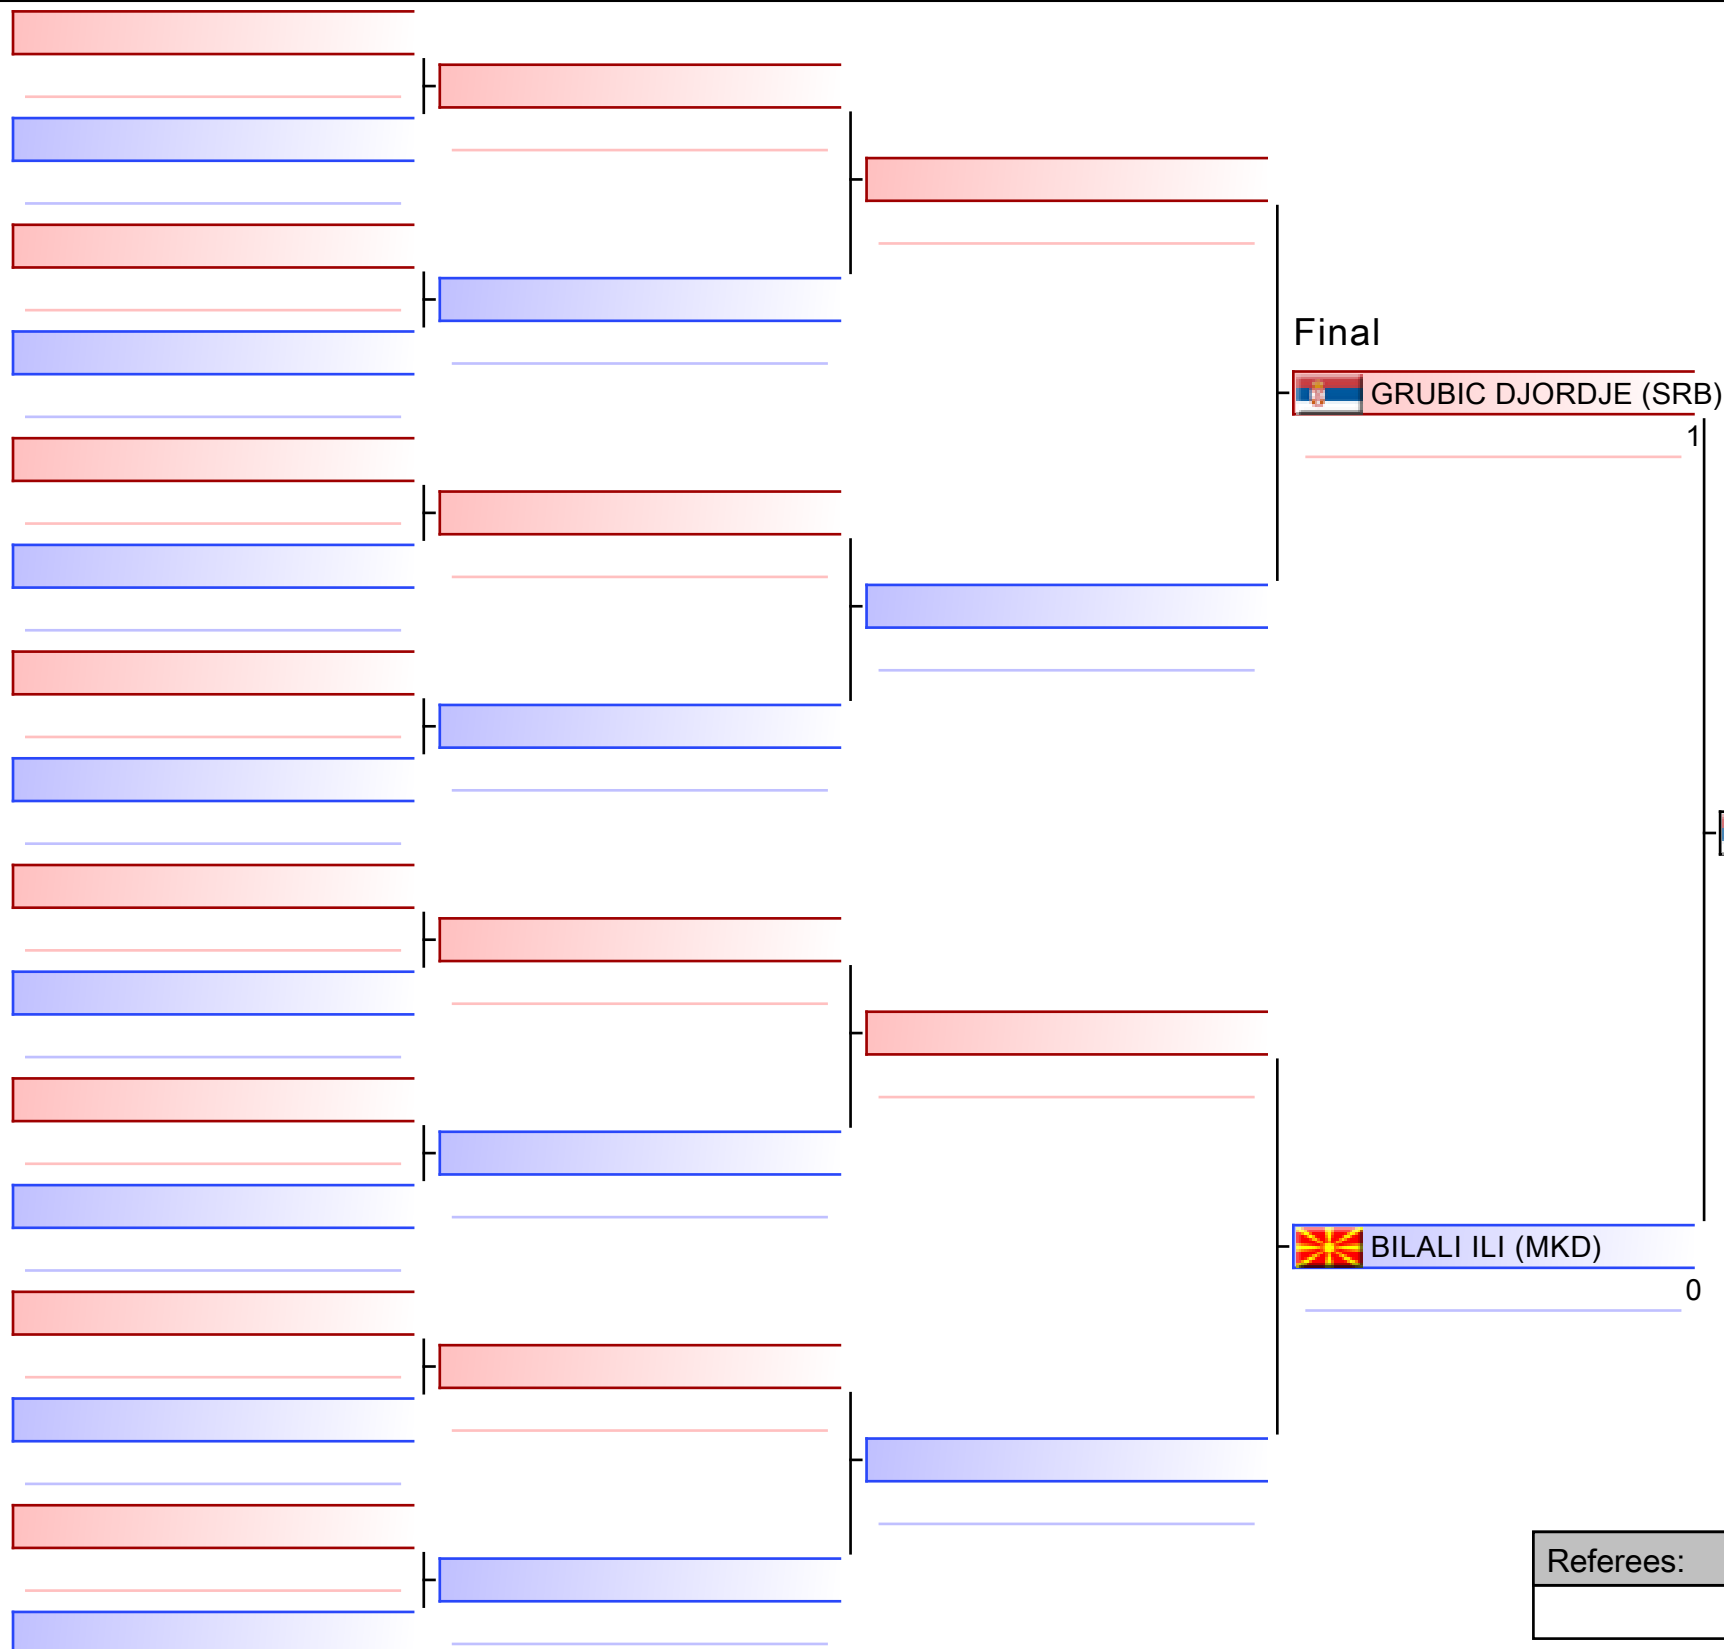 Final
GRUBIC DJORDJE (SRB)
1
BILALI ILI (MKD)
0
Referees: